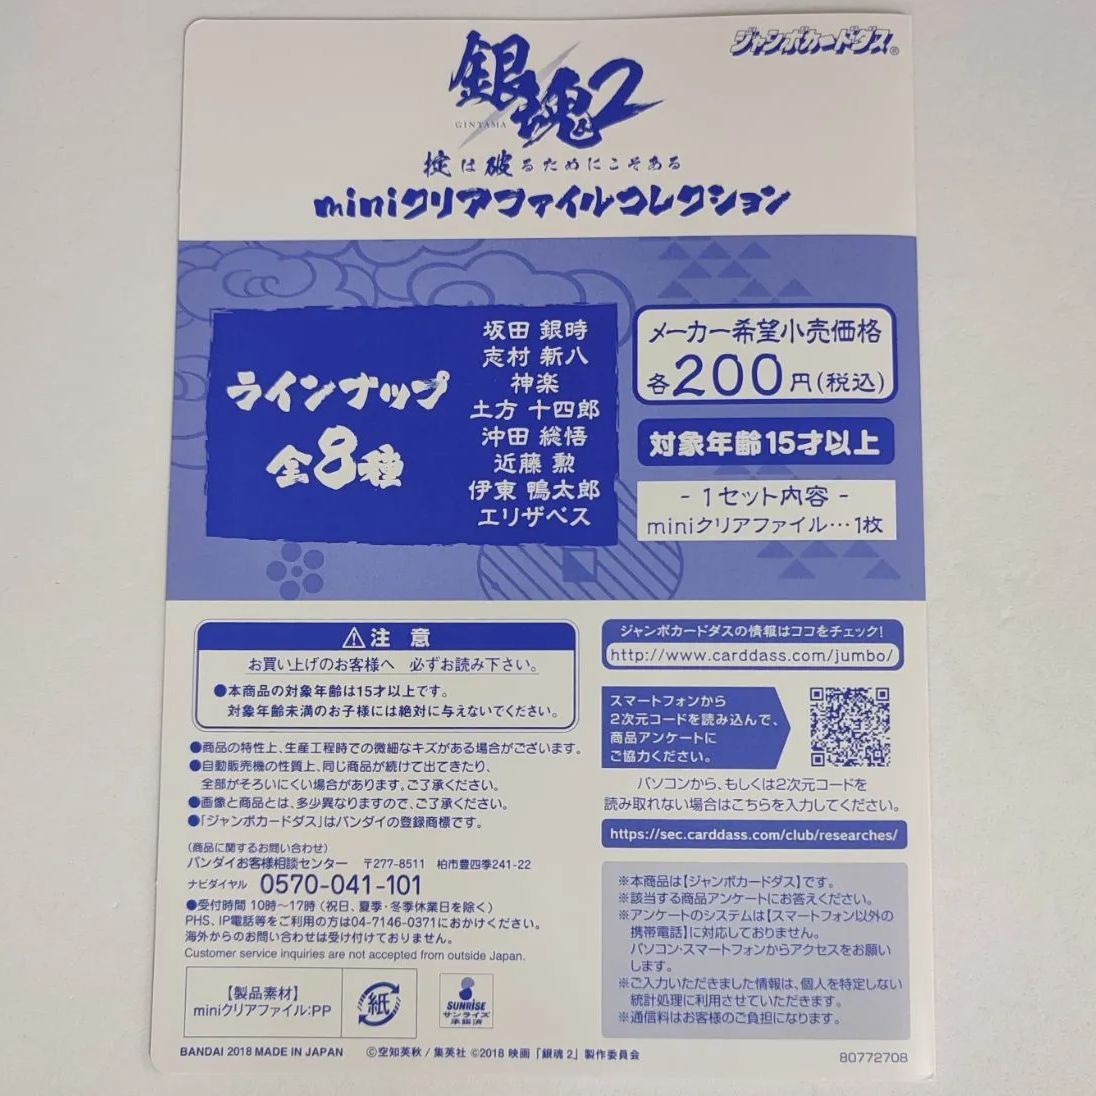 ジャンボカードダス®
銀魂2
GINTAMA
掟は破るためにこそある
miniクリアファイルコレクション
ラインナップ
全8種
坂田 銀時
志村 新八
神楽
土方 十四郎
沖田 総悟
近藤 勲
伊東 鴨太郎
エリザベス
メーカー希望小売価格
各200円(税込)
対象年齢15才以上
- 1セット内容 -
miniクリアファイル…1枚
⚠注 意
お買い上げのお客様へ 必ずお読み下さい。
●本商品の対象年齢は15才以上です。
対象年齢未満のお子様には絶対に与えないでください。
●商品の特性上、生産工程時での微細なキズがある場合がございます。
●自動販売機の性質上、同じ商品が続けて出てきたり、
全部がそろいにくい場合があります。ご了承ください。
●画像と商品とは、多少異なりますので、ご了承ください。
●「ジャンボカードダス」はバンダイの登録商標です。
(商品に関するお問い合わせ)
バンダイお客様相談センター 〒277-8511 柏市豊四季241-22
ナビダイヤル 0570-041-101
●受付時間 10時〜17時(祝日、夏季・冬季休業日を除く)
PHS、IP電話等をご利用の方は04-7146-0371におかけください。
海外からのお問い合わせは受け付けておりません。
Customer service inquiries are not accepted from outside Japan.
【製品素材】
miniクリアファイル:PP
紙
SUNRISE
サンライズ
承認済
ジャンボカードダスの情報はココをチェック!
http://www.carddass.com/jumbo/
スマートフォンから
2次元コードを読み込んで、
商品アンケートに
ご協力ください。
パソコンから、もしくは2次元コードを
読み取れない場合はこちらを入力してください。
https://sec.carddass.com/club/researches/
※本商品は【ジャンボカードダス】です。
※該当する商品アンケートにお答えください。
※アンケートのシステムは【スマートフォン以外の
携帯電話】に対応しておりません。
パソコン・スマートフォンからアクセスをお願い
します。
※ご入力いただきました情報は、個人を特定しない
統計処理に利用させていただきます。
※通信料はお客様のご負担になります。
BANDAI 2018 MADE IN JAPAN ©空知英秋/集英社 ©2018 映画「銀魂2」製作委員会
80772708